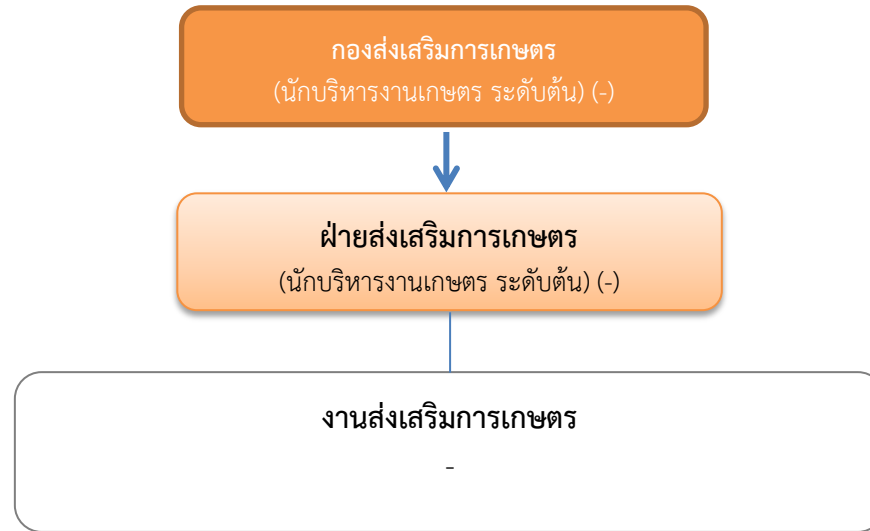 กองส่งเสริมการเกษตร
(นักบริหารงานเกษตร ระดับต้น) (-)
ฝ่ายส่งเสริมการเกษตร
(นักบริหารงานเกษตร ระดับต้น) (-)
งานส่งเสริมการเกษตร
-